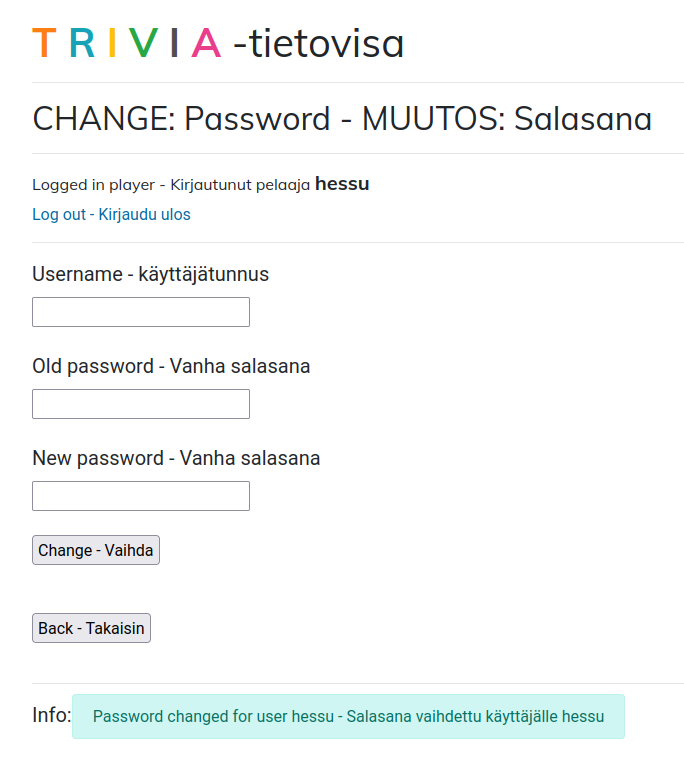 T R I V I A -tietovisa
CHANGE: Password - MUUTOS: Salasana
Logged in player - Kirjautunut pelaaja hessu
Log out - Kirjaudu ulos
Username - käyttäjätunnus
Old password - Vanha salasana
New password - Vanha salasana
Change - Vaihda
Back - Takaisin
Info: Password changed for user hessu - Salasana vaihdettu käyttäjälle hessu